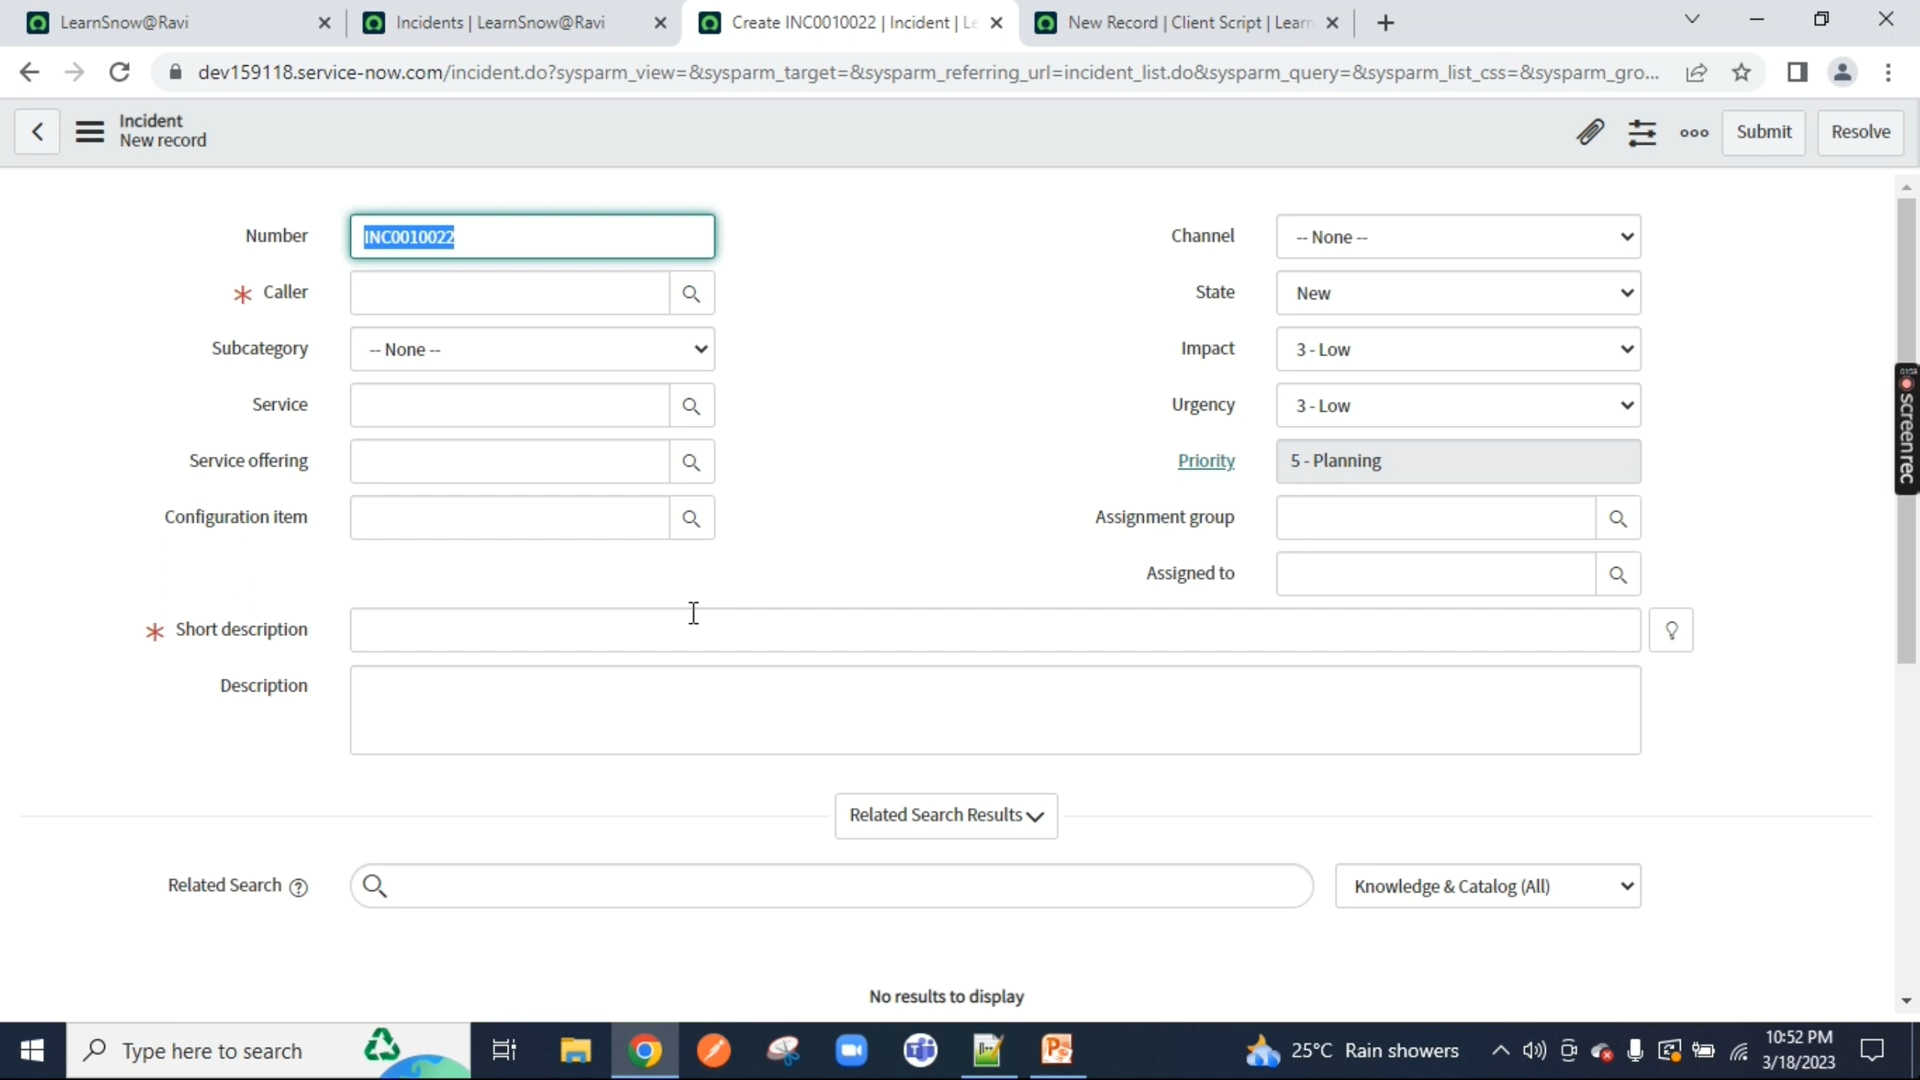 LearnSnow@Ravi
Incidents | LearnSnow@Ravi
Create INC0010022 | Incident | Le
New Record | Client Script | Learn
dev159118.service-now.com/incident.do?sysparm_view=&sysparm_target=&sysparm_referring_url=incident_list.do&sysparm_query=&sysparm_list_css=&sysparm_gro...
Incident
New record
Submit
Resolve
Number
INC0010022
Channel
-- None --
Caller
State
New
Subcategory
-- None --
Impact
3 - Low
Service
Urgency
3 - Low
Service offering
Priority
5 - Planning
Configuration item
Assignment group
Assigned to
Short description
Description
Related Search Results
Related Search
Knowledge & Catalog (All)
No results to display
screenrec
Type here to search
25°C Rain showers
10:52 PM
3/18/2023